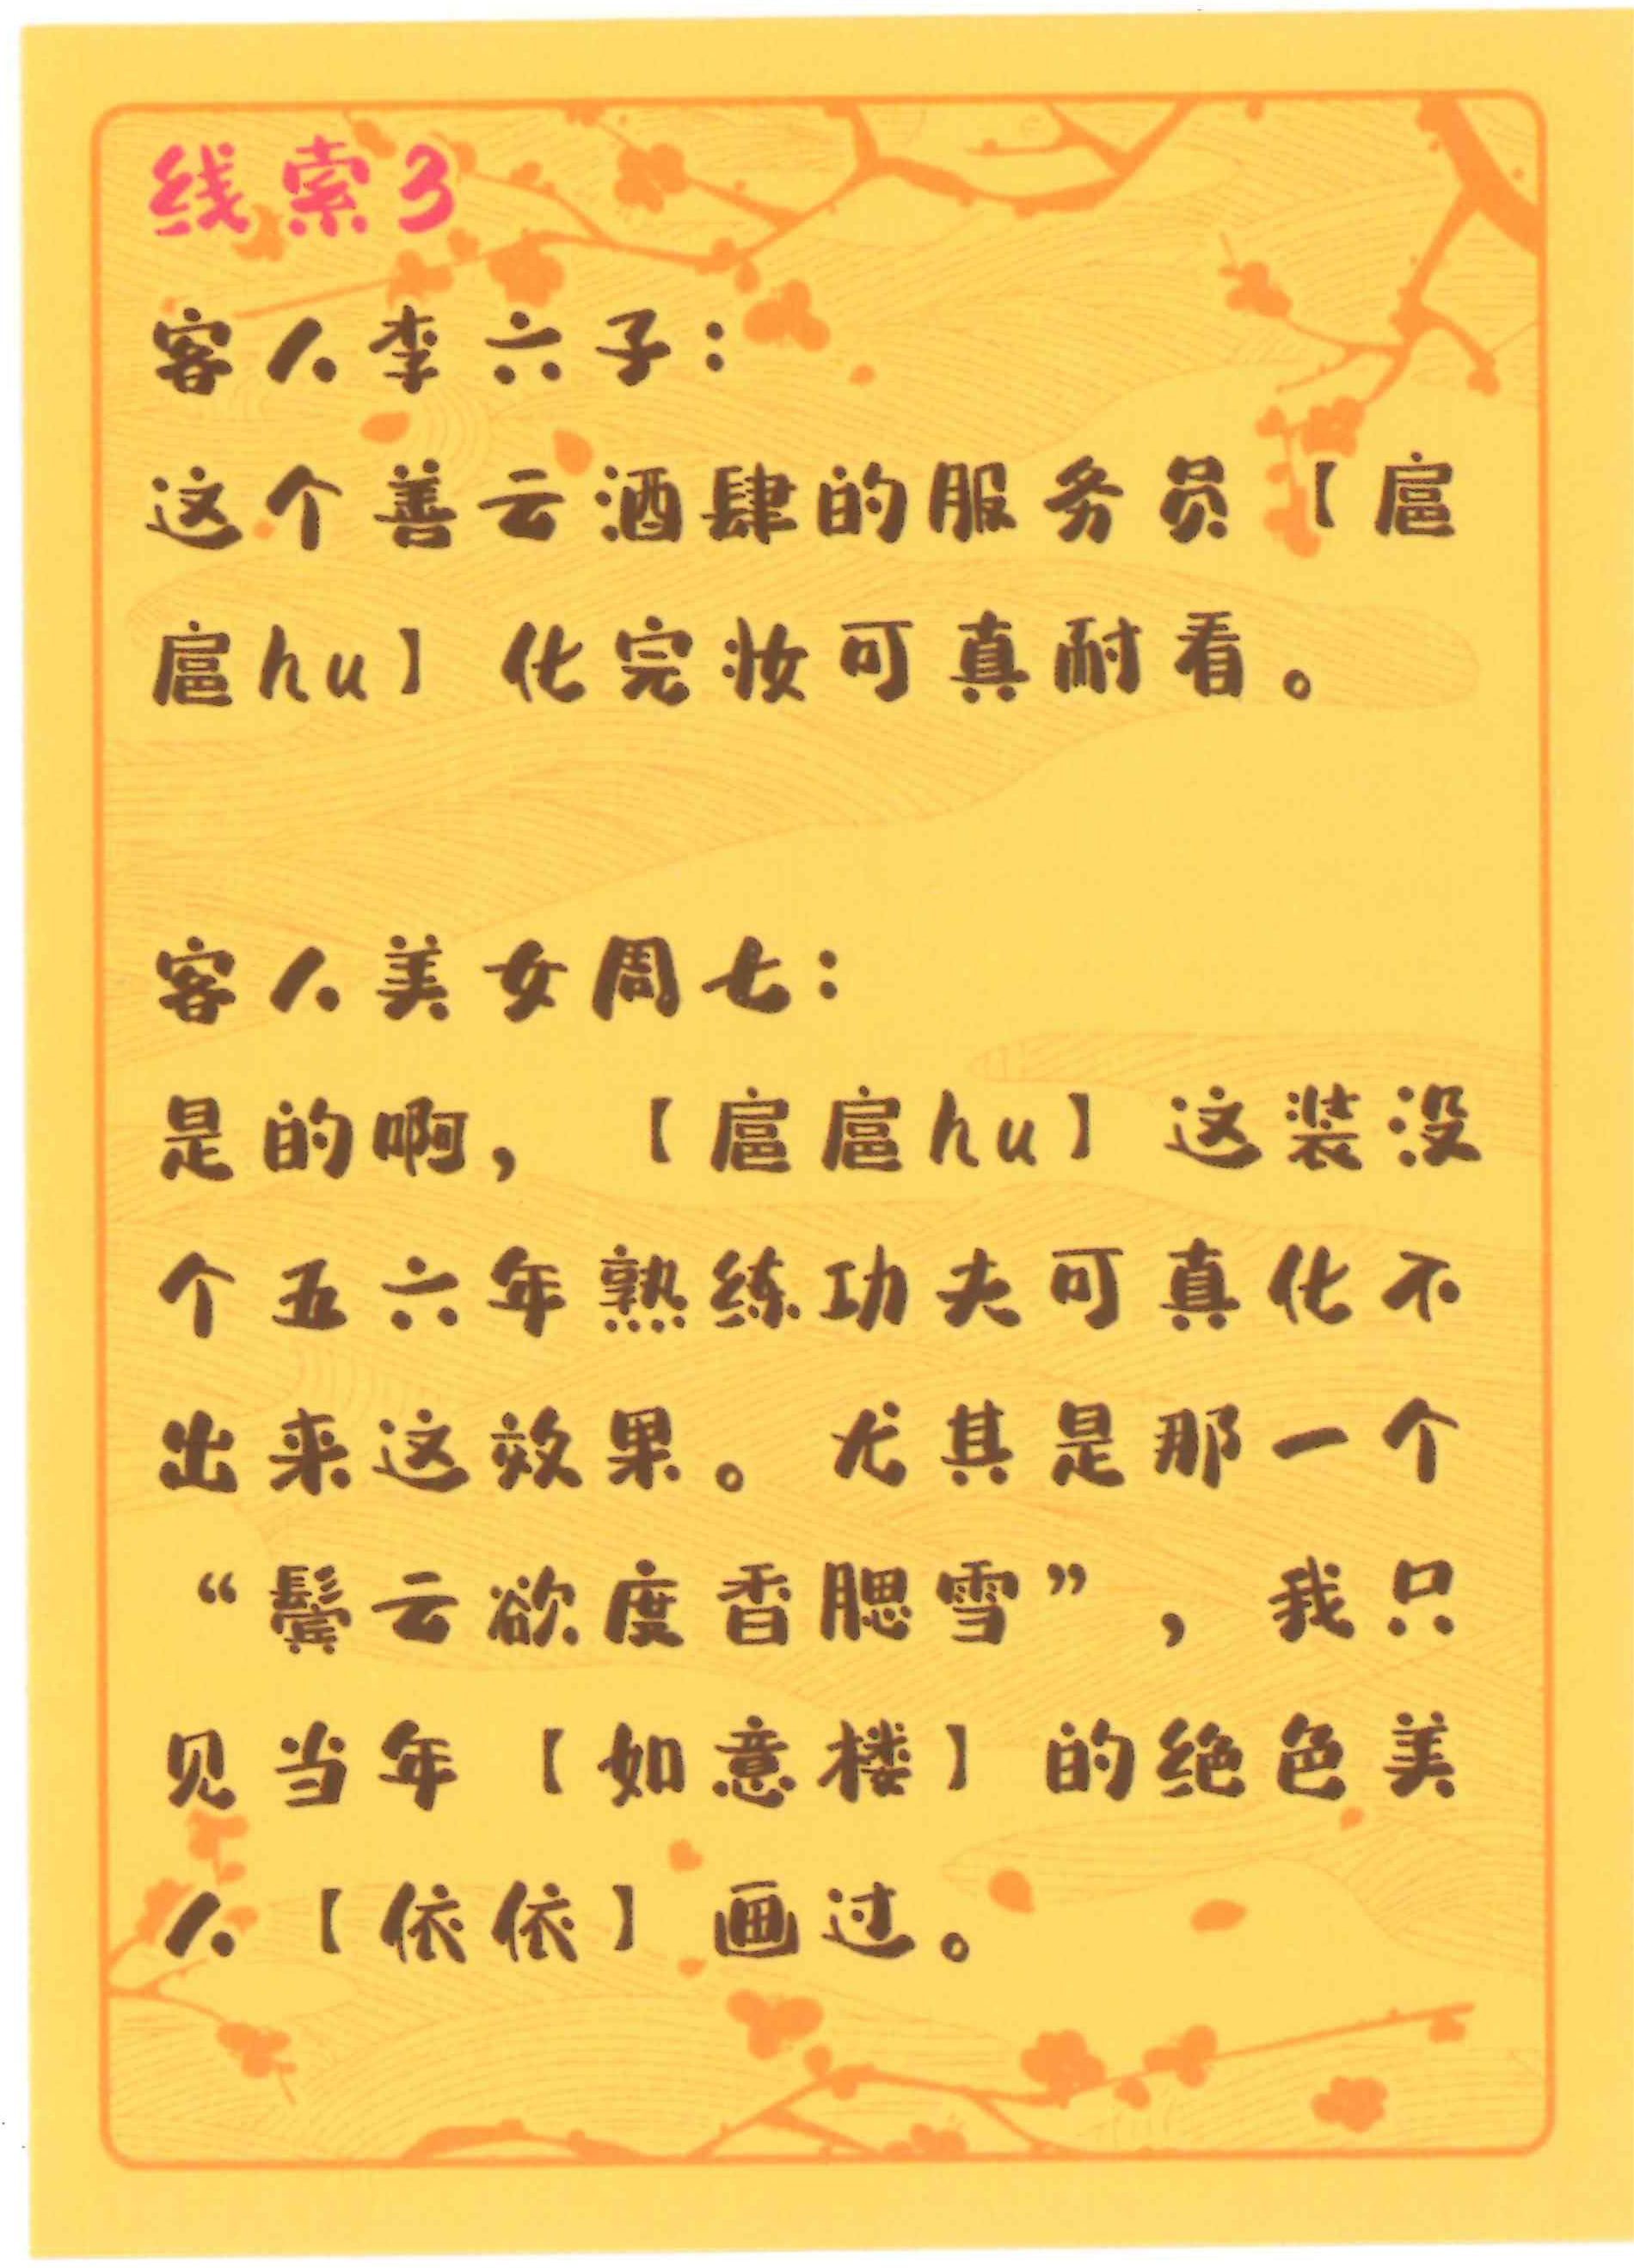 线索3
客人李六子：
这个善云酒肆的服务员【扈
扈hu】化完妆可真耐看。
客人美女周七：
是的啊，【扈扈hu】这装没
个五六年熟练功夫可真化不
出来这效果。尤其是那一个
“鬓云欲度香腮雪”，我只
见当年【如意楼】的绝色美
人【依依】画过。